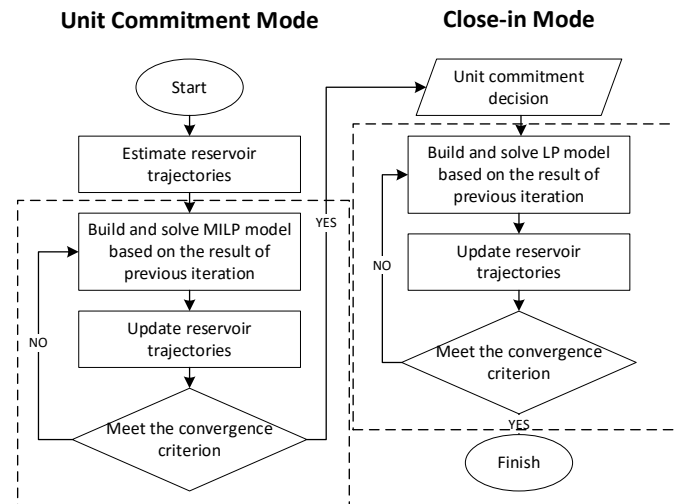 Unit Commitment Mode
Start
Estimate reservoir
trajectories
Build and solve MILP model
based on the result of
previous iteration
Update reservoir
trajectories
Meet the convergence
criterion
NO
YES
Close-in Mode
Unit commitment
decision
Build and solve LP model
based on the result of
previous iteration
Update reservoir
trajectories
Meet the convergence
criterion
NO
YES
Finish